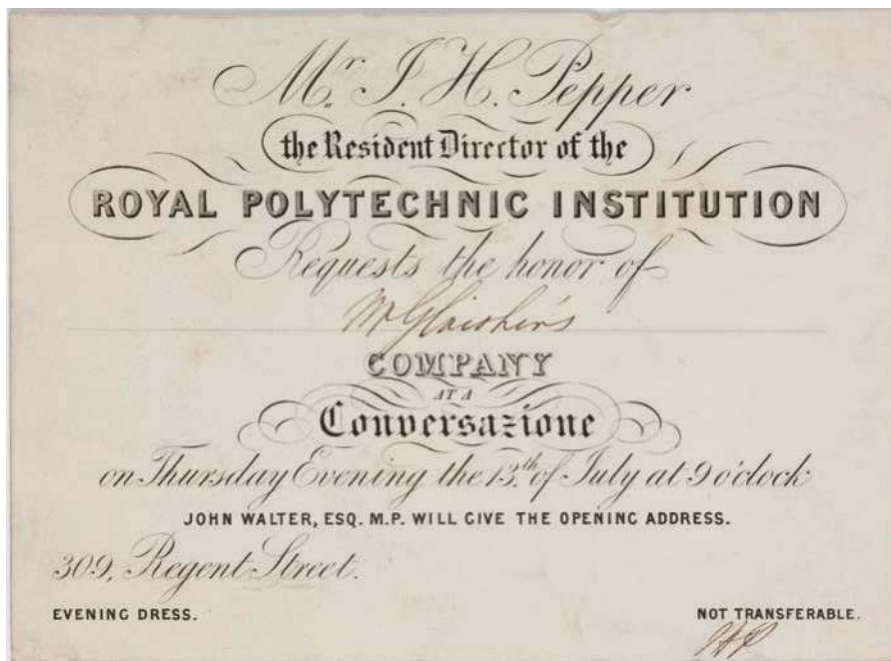 Mr. J. H. Pepper
the Resident Director of the
ROYAL POLYTECHNIC INSTITUTION
Requests the honor of
Mr Glaisher's
COMPANY
AT A
Conversazione
on Thursday Evening the 13th. of July at 9 o'clock
JOHN WALTER, ESQ. M.P. WILL GIVE THE OPENING ADDRESS.
309, Regent Street.
EVENING DRESS.
NOT TRANSFERABLE.
JHP